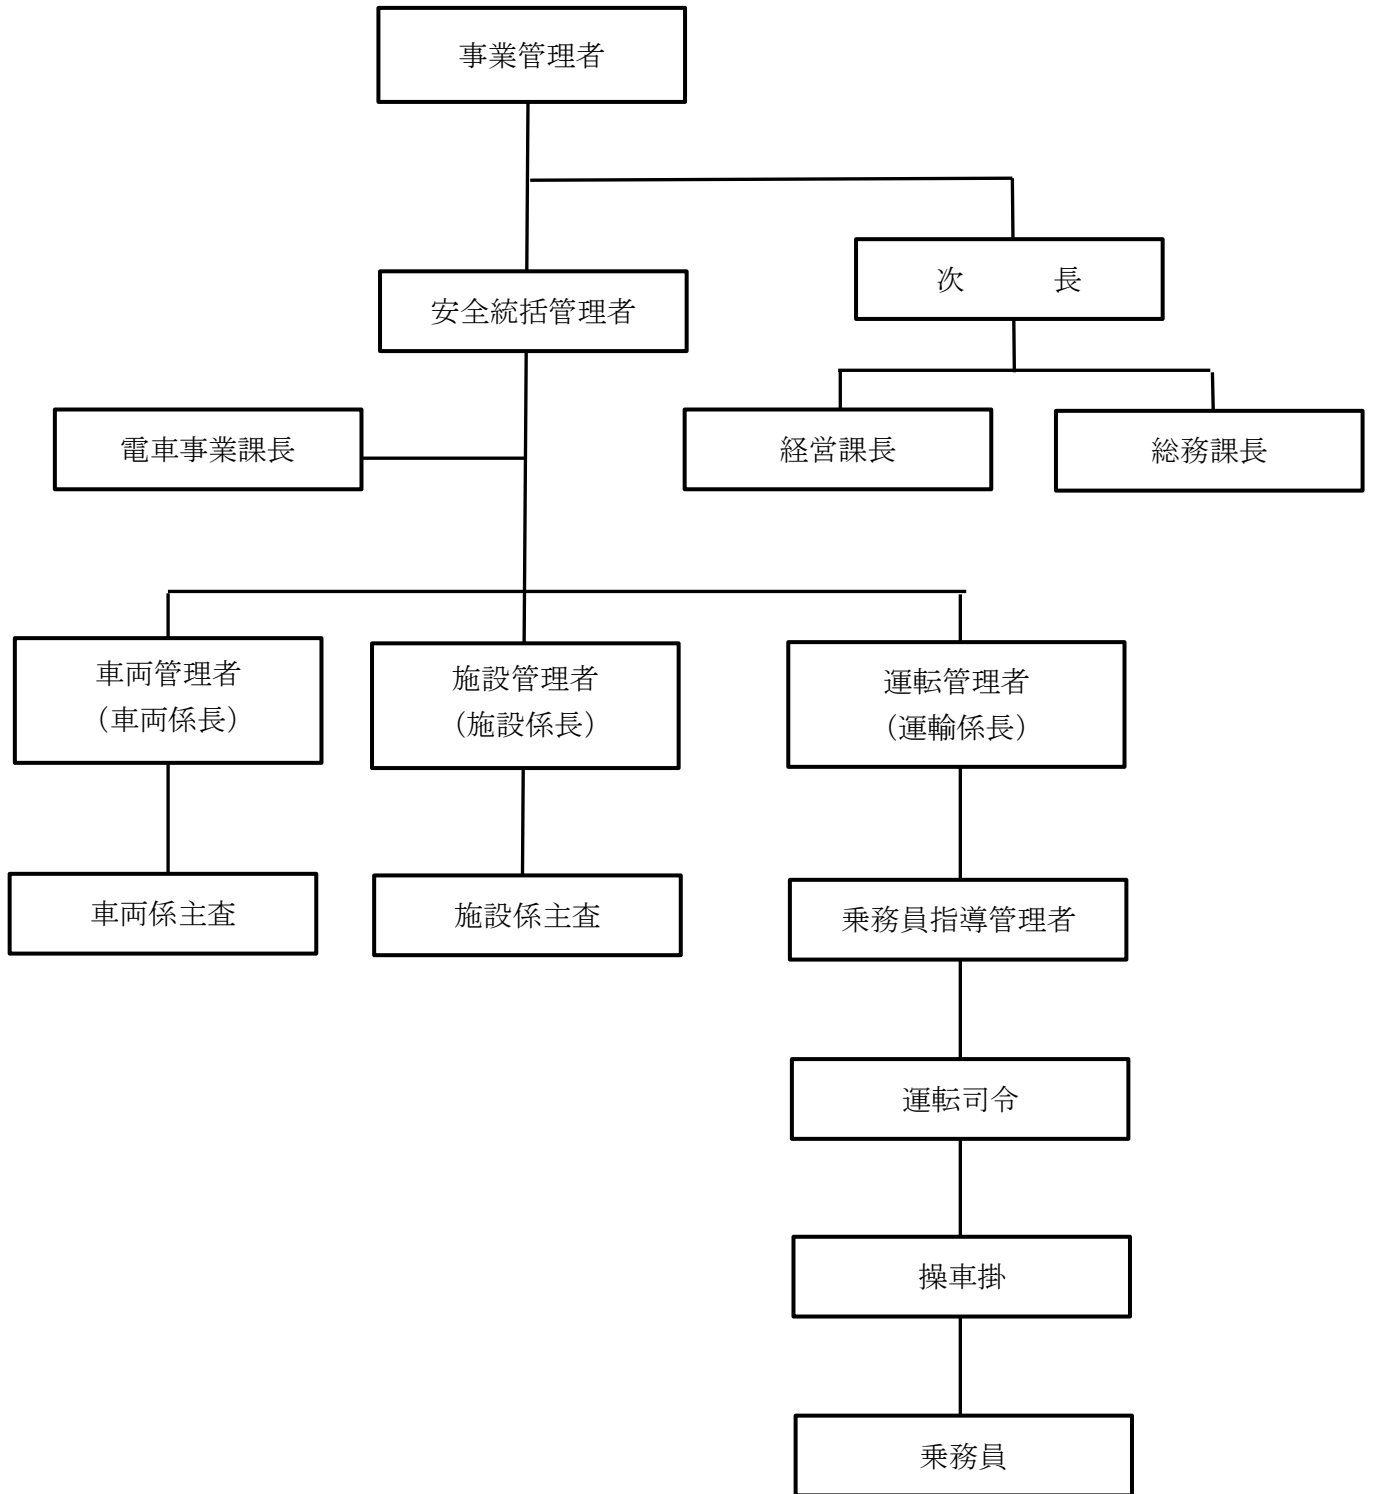 事業管理者
次　　　長
安全統括管理者
電車事業課長
経営課長
総務課長
車両管理者
（車両係長）
施設管理者
（施設係長）
運転管理者
（運輸係長）
車両係主査
施設係主査
乗務員指導管理者
運転司令
操車掛
乗務員